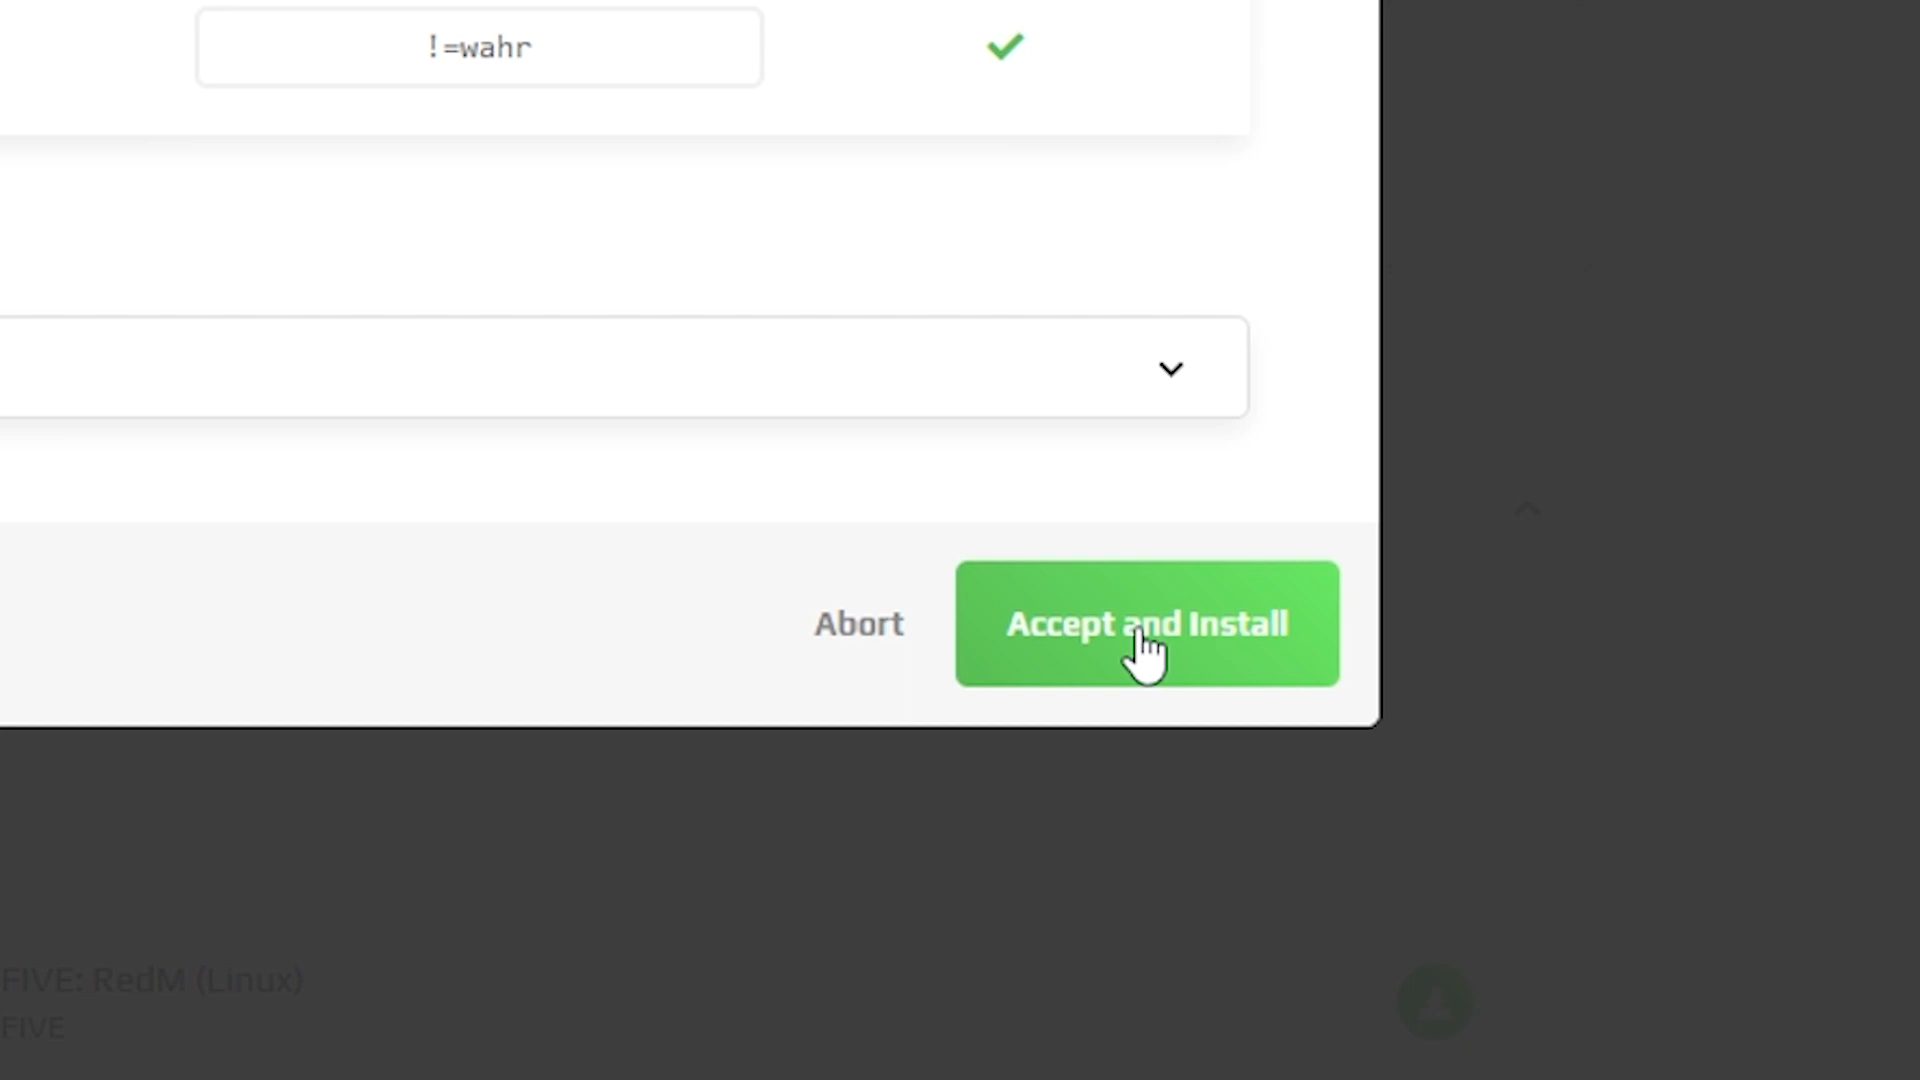 !=wahr
Abort
Accept and Install
FIVE: RedM (Linux)
FIVE